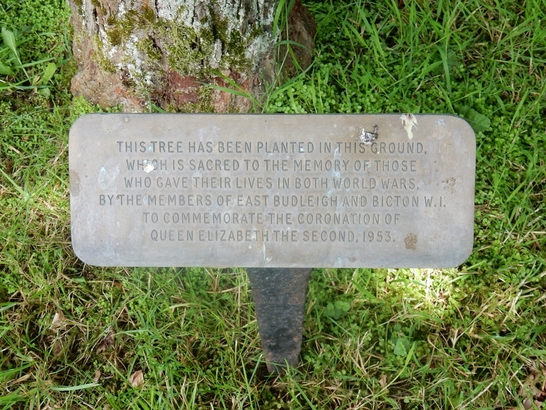 THIS TREE HAS BEEN PLANTED IN THIS GROUND,
WHICH IS SACRED TO THE MEMORY OF THOSE
WHO GAVE THEIR LIVES IN BOTH WORLD WARS,
BY THE MEMBERS OF EAST BUDLEIGH AND BICTON W.I.
TO COMMEMORATE THE CORONATION OF
QUEEN ELIZABETH THE SECOND, 1953.